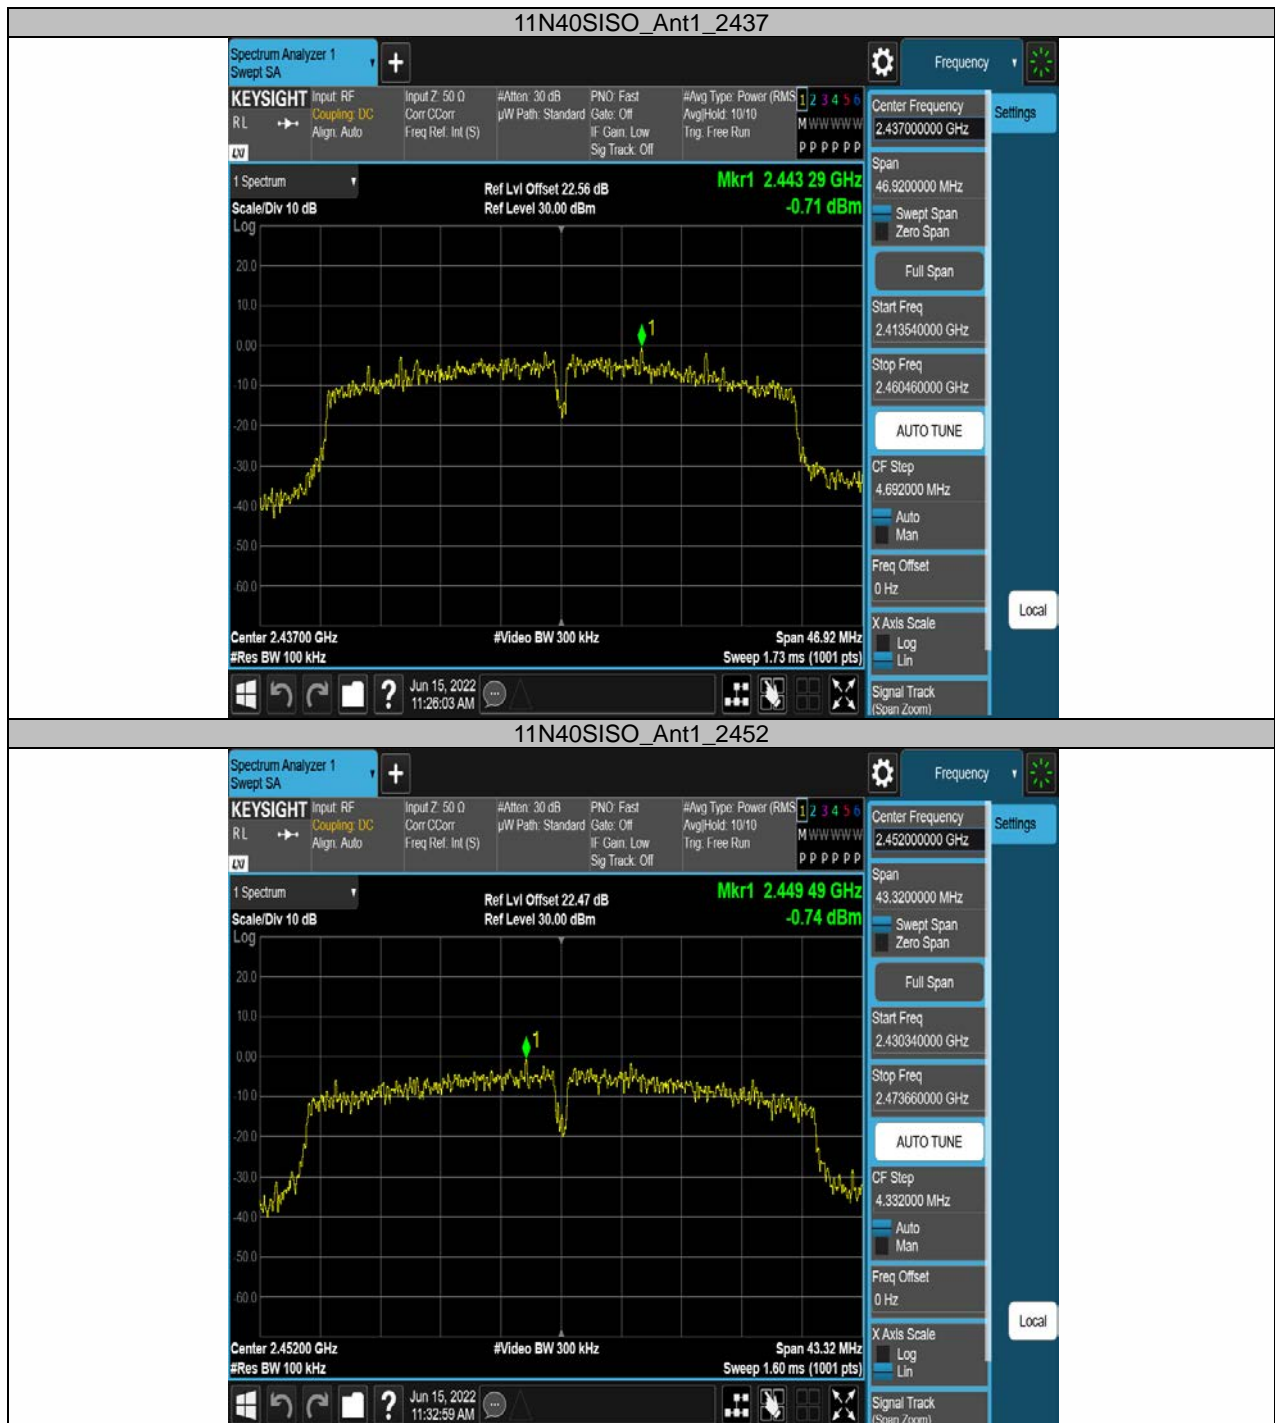 11N40SISO_Ant1_2437
Spectrum Analyzer 1
Swept SA
+
Frequency
KEYSIGHT
RL
LXI
Input: RF
Coupling: DC
Align: Auto
Input Z: 50 Ω
Corr CCorr
Freq Ref: Int (S)
#Atten: 30 dB
µW Path: Standard
PNO: Fast
Gate: Off
IF Gain: Low
Sig Track: Off
#Avg Type: Power (RMS
Avg|Hold: 10/10
Trig: Free Run
1 2 3 4 5 6
M W W W W W
P P P P P P
Center Frequency
2.437000000 GHz
Settings
1 Spectrum
Scale/Div 10 dB
Ref Lvl Offset 22.56 dB
Ref Level 30.00 dBm
Mkr1 2.443 29 GHz
-0.71 dBm
Log
20.0
10.0
0.00
-10.0
-20.0
-30.0
-40.0
-50.0
-60.0
1
Span
46.9200000 MHz
Swept Span
Zero Span
Full Span
Start Freq
2.413540000 GHz
Stop Freq
2.460460000 GHz
AUTO TUNE
CF Step
4.692000 MHz
Auto
Man
Freq Offset
0 Hz
X Axis Scale
Log
Lin
Signal Track
(Span Zoom)
Local
Center 2.43700 GHz
#Res BW 100 kHz
#Video BW 300 kHz
Span 46.92 MHz
Sweep 1.73 ms (1001 pts)
?
Jun 15, 2022
11:26:03 AM
11N40SISO_Ant1_2452
Spectrum Analyzer 1
Swept SA
+
Frequency
KEYSIGHT
RL
LXI
Input: RF
Coupling: DC
Align: Auto
Input Z: 50 Ω
Corr CCorr
Freq Ref: Int (S)
#Atten: 30 dB
µW Path: Standard
PNO: Fast
Gate: Off
IF Gain: Low
Sig Track: Off
#Avg Type: Power (RMS
Avg|Hold: 10/10
Trig: Free Run
1 2 3 4 5 6
M W W W W W
P P P P P P
Center Frequency
2.452000000 GHz
Settings
1 Spectrum
Scale/Div 10 dB
Ref Lvl Offset 22.47 dB
Ref Level 30.00 dBm
Mkr1 2.449 49 GHz
-0.74 dBm
Log
20.0
10.0
0.00
-10.0
-20.0
-30.0
-40.0
-50.0
-60.0
1
Span
43.3200000 MHz
Swept Span
Zero Span
Full Span
Start Freq
2.430340000 GHz
Stop Freq
2.473660000 GHz
AUTO TUNE
CF Step
4.332000 MHz
Auto
Man
Freq Offset
0 Hz
X Axis Scale
Log
Lin
Signal Track
(Span Zoom)
Local
Center 2.45200 GHz
#Res BW 100 kHz
#Video BW 300 kHz
Span 43.32 MHz
Sweep 1.60 ms (1001 pts)
?
Jun 15, 2022
11:32:59 AM